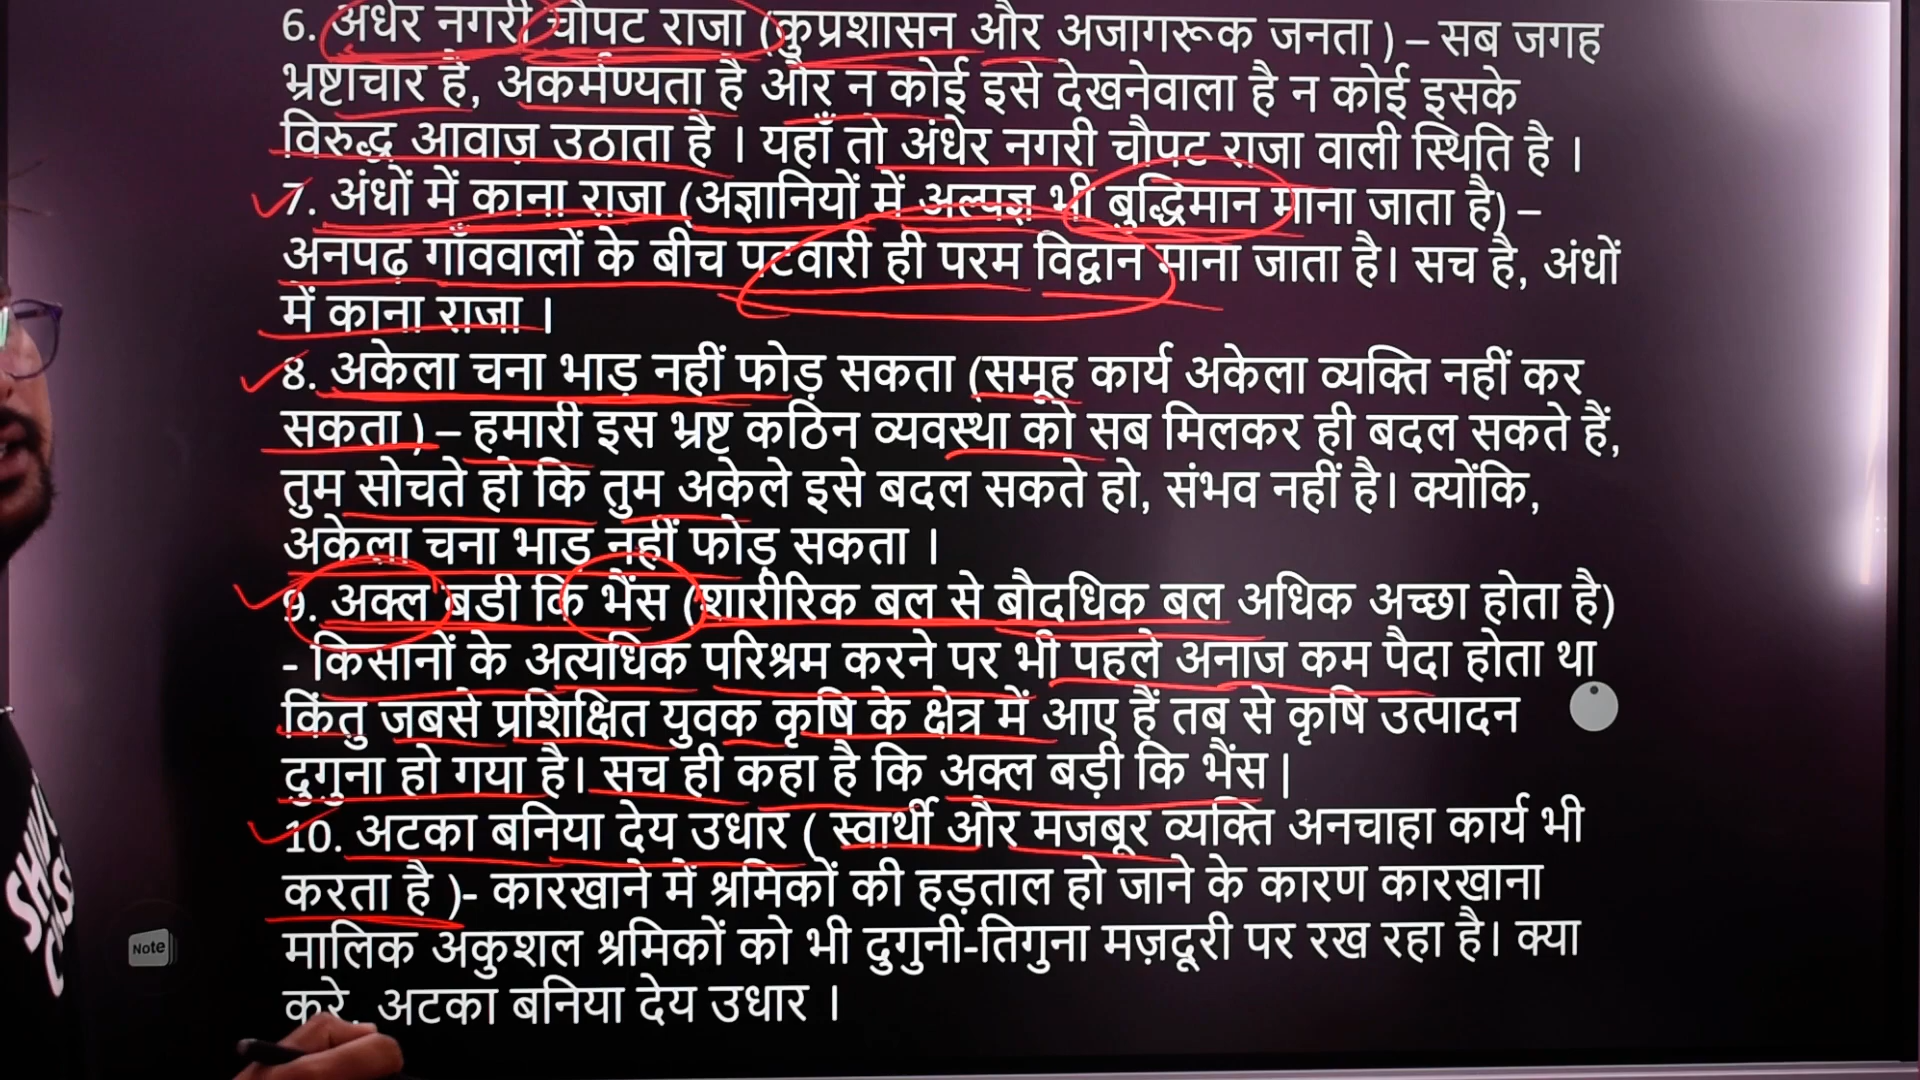 6. अंधेर नगरी चौपट राजा (कुप्रशासन और अजागरूक जनता ) – सब जगह
भ्रष्टाचार है, अकर्मण्यता है और न कोई इसे देखनेवाला है न कोई इसके
विरुद्ध आवाज़ उठाता है । यहाँ तो अंधेर नगरी चौपट राजा वाली स्थिति है ।
7. अंधों में काना राजा (अज्ञानियों में अल्पज्ञ भी बुद्धिमान माना जाता है) –
अनपढ़ गाँववालों के बीच पटवारी ही परम विद्वान माना जाता है। सच है, अंधों
में काना राजा ।
8. अकेला चना भाड़ नहीं फोड़ सकता (समूह कार्य अकेला व्यक्ति नहीं कर
सकता ) – हमारी इस भ्रष्ट कठिन व्यवस्था को सब मिलकर ही बदल सकते हैं,
तुम सोचते हो कि तुम अकेले इसे बदल सकते हो, संभव नहीं है। क्योंकि,
अकेला चना भाड़ नहीं फोड़ सकता ।
9. अक्ल बडी कि भैंस (शारीरिक बल से बौदधिक बल अधिक अच्छा होता है)
- किसानों के अत्यधिक परिश्रम करने पर भी पहले अनाज कम पैदा होता था
किंतु जबसे प्रशिक्षित युवक कृषि के क्षेत्र में आए हैं तब से कृषि उत्पादन
दुगुना हो गया है। सच ही कहा है कि अक्ल बड़ी कि भैंस |
10. अटका बनिया देय उधार ( स्वार्थी और मजबूर व्यक्ति अनचाहा कार्य भी
करता है )- कारखाने में श्रमिकों की हड़ताल हो जाने के कारण कारखाना
मालिक अकुशल श्रमिकों को भी दुगुनी-तिगुना मज़दूरी पर रख रहा है। क्या
करे, अटका बनिया देय उधार ।
Note